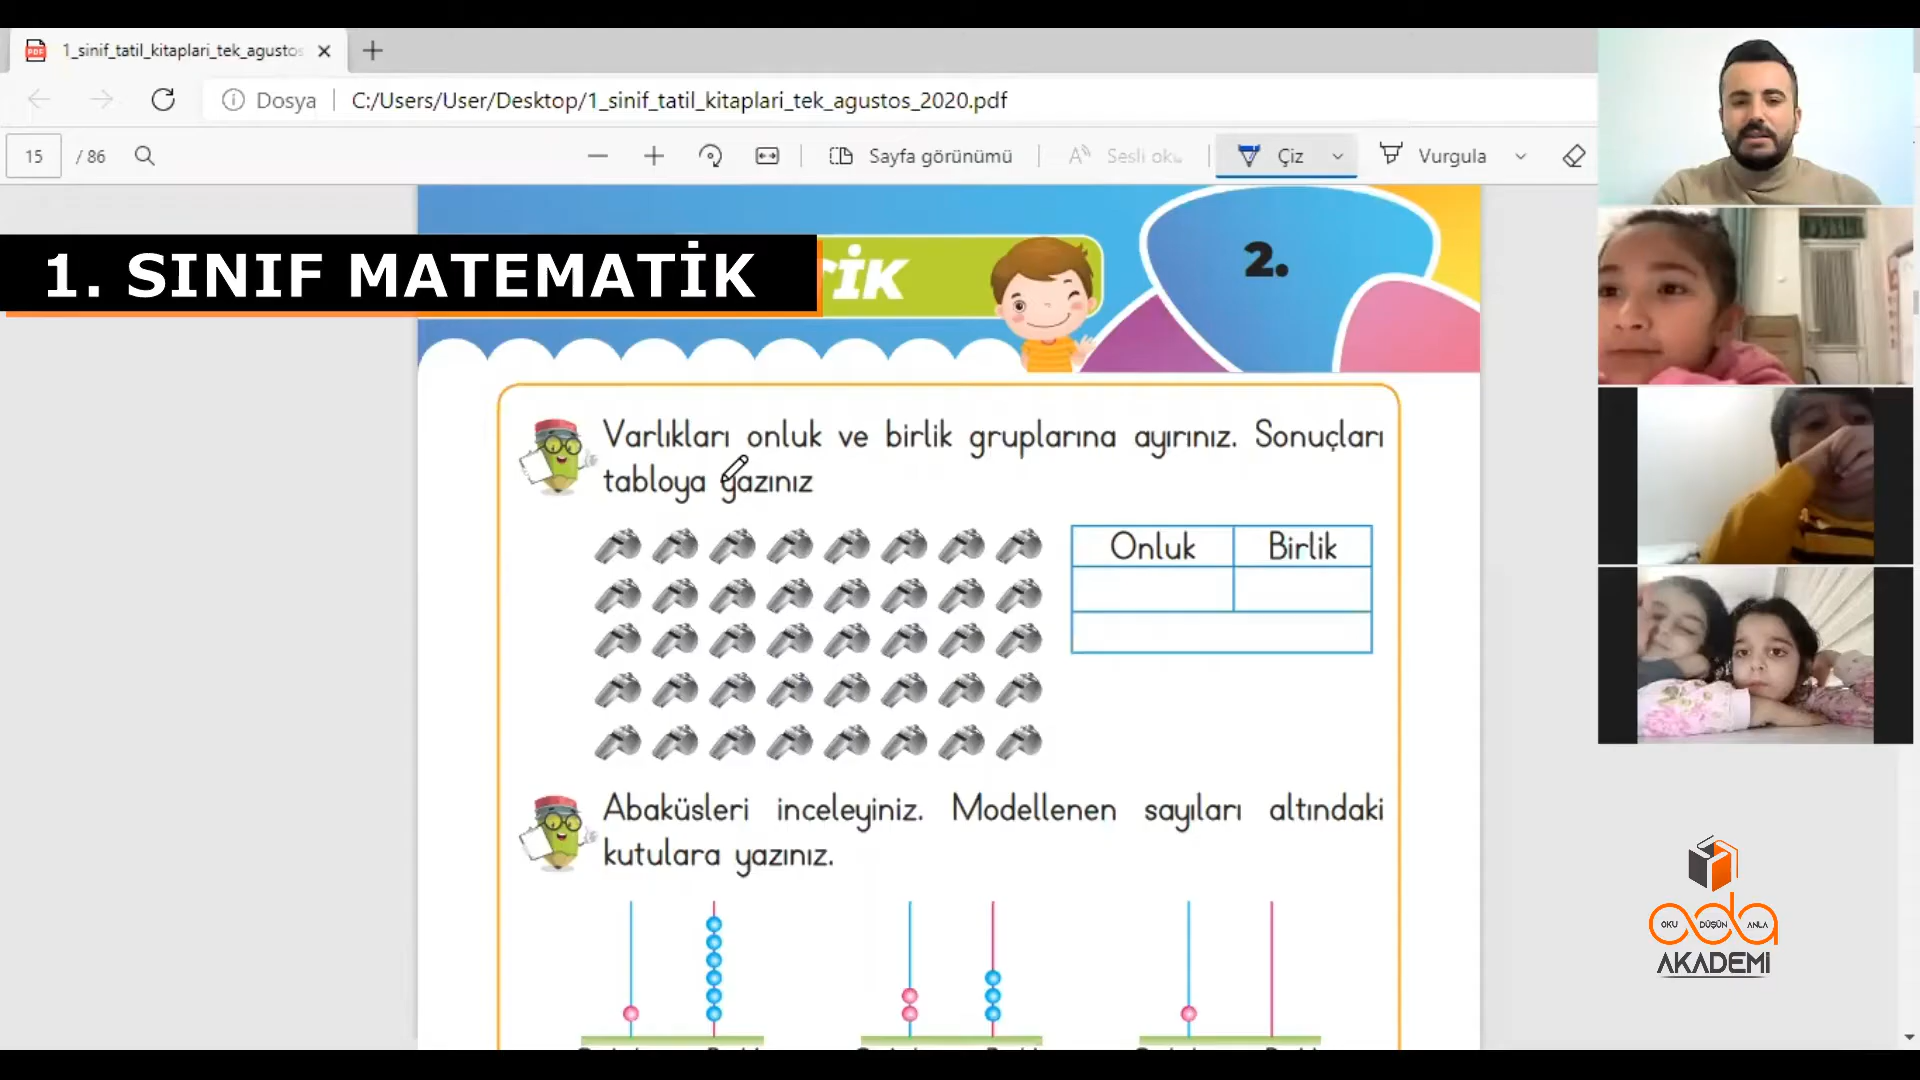 1_sinif_tatil_kitaplari_tek_agustos
Dosya
C:/Users/User/Desktop/1_sinif_tatil_kitaplari_tek_agustos_2020.pdf
15 / 86
Sayfa görünümü
Sesli oku
Çiz
Vurgula
1. SINIF MATEMATİK
İK
2.
Varlıkları onluk ve birlik gruplarına ayırınız. Sonuçları
tabloya yazınız
Onluk Birlik
Abaküsleri inceleyiniz. Modellenen sayıları altındaki
kutulara yazınız.
oda
OKU DÜŞÜN ANLA
AKADEMİ